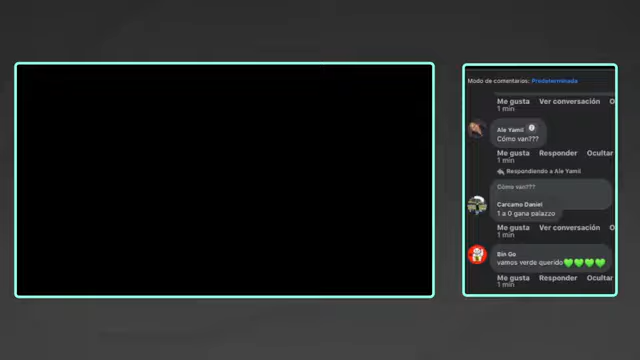 Modo de comentarios: Predeterminada
Me gusta Ver conversación O
1 min
Ale Yamil
Cómo van???
Me gusta Responder Ocultar
1 min
Respondiendo a Ale Yamil
Cómo van???
Carcamo Daniel
1 a 0 gana palazzo
Me gusta Ver conversación O
1 min
Bin Go
vamos verde querido💚💚💚💚
Me gusta Responder Ocultar
1 min